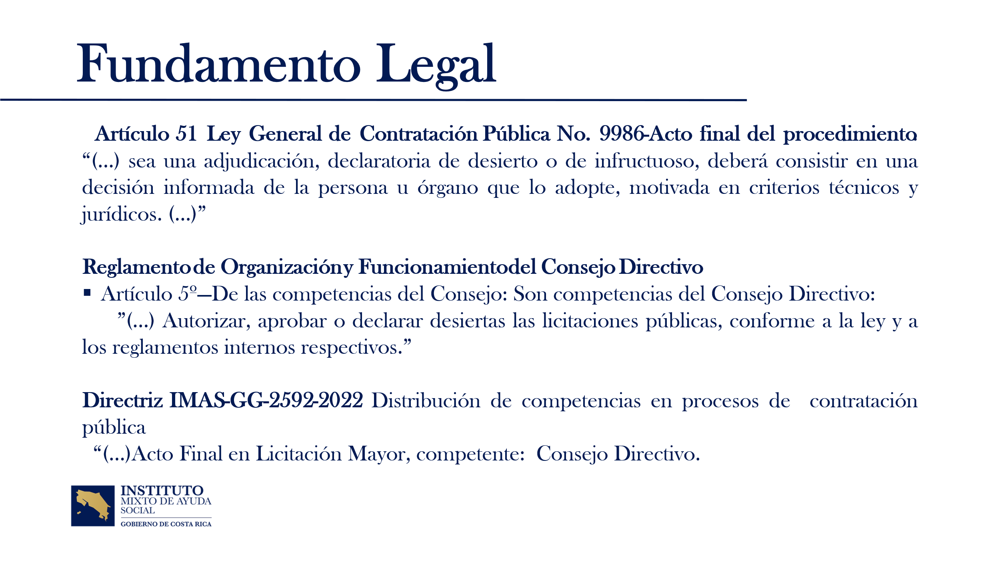 Fundamento Legal
Artículo 51 Ley General de Contratación Pública No. 9986-Acto final del procedimiento.
“(...) sea una adjudicación, declaratoria de desierto o de infructuoso, deberá consistir en una
decisión informada de la persona u órgano que lo adopte, motivada en criterios técnicos y
jurídicos. (...)”
Reglamento de Organización y Funcionamiento del Consejo Directivo
▪ Artículo 5º—De las competencias del Consejo: Son competencias del Consejo Directivo:
”(...) Autorizar, aprobar o declarar desiertas las licitaciones públicas, conforme a la ley y a
los reglamentos internos respectivos.”
Directriz IMAS-GG-2592-2022 Distribución de competencias en procesos de contratación
pública
“(...)Acto Final en Licitación Mayor, competente: Consejo Directivo.
INSTITUTO
MIXTO DE AYUDA
SOCIAL
GOBIERNO DE COSTA RICA